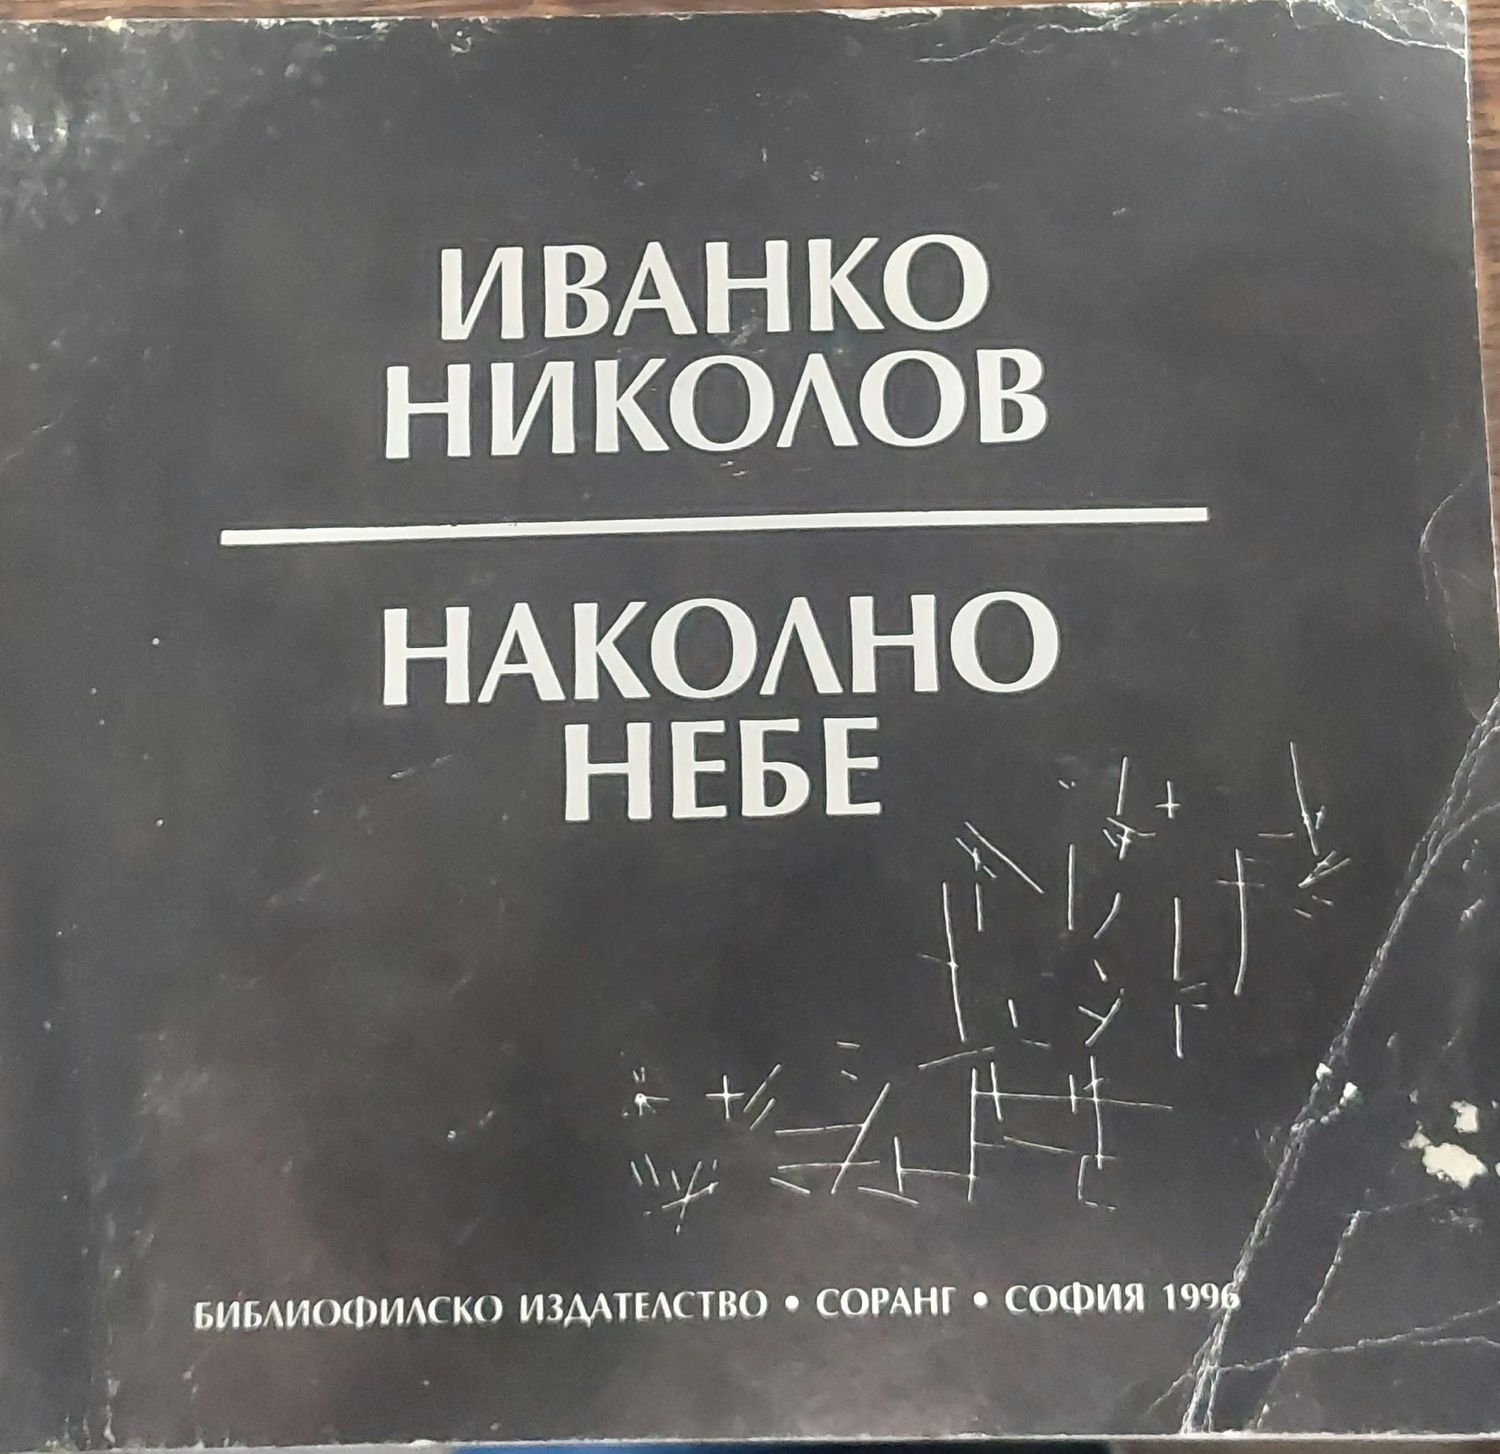 ИВАНКО
НИКОЛОВ
НАКОЛНО
НЕБЕ
БИБЛИОФИЛСКО ИЗДАТЕЛСТВО • СОРАНГ • СОФИЯ 1996